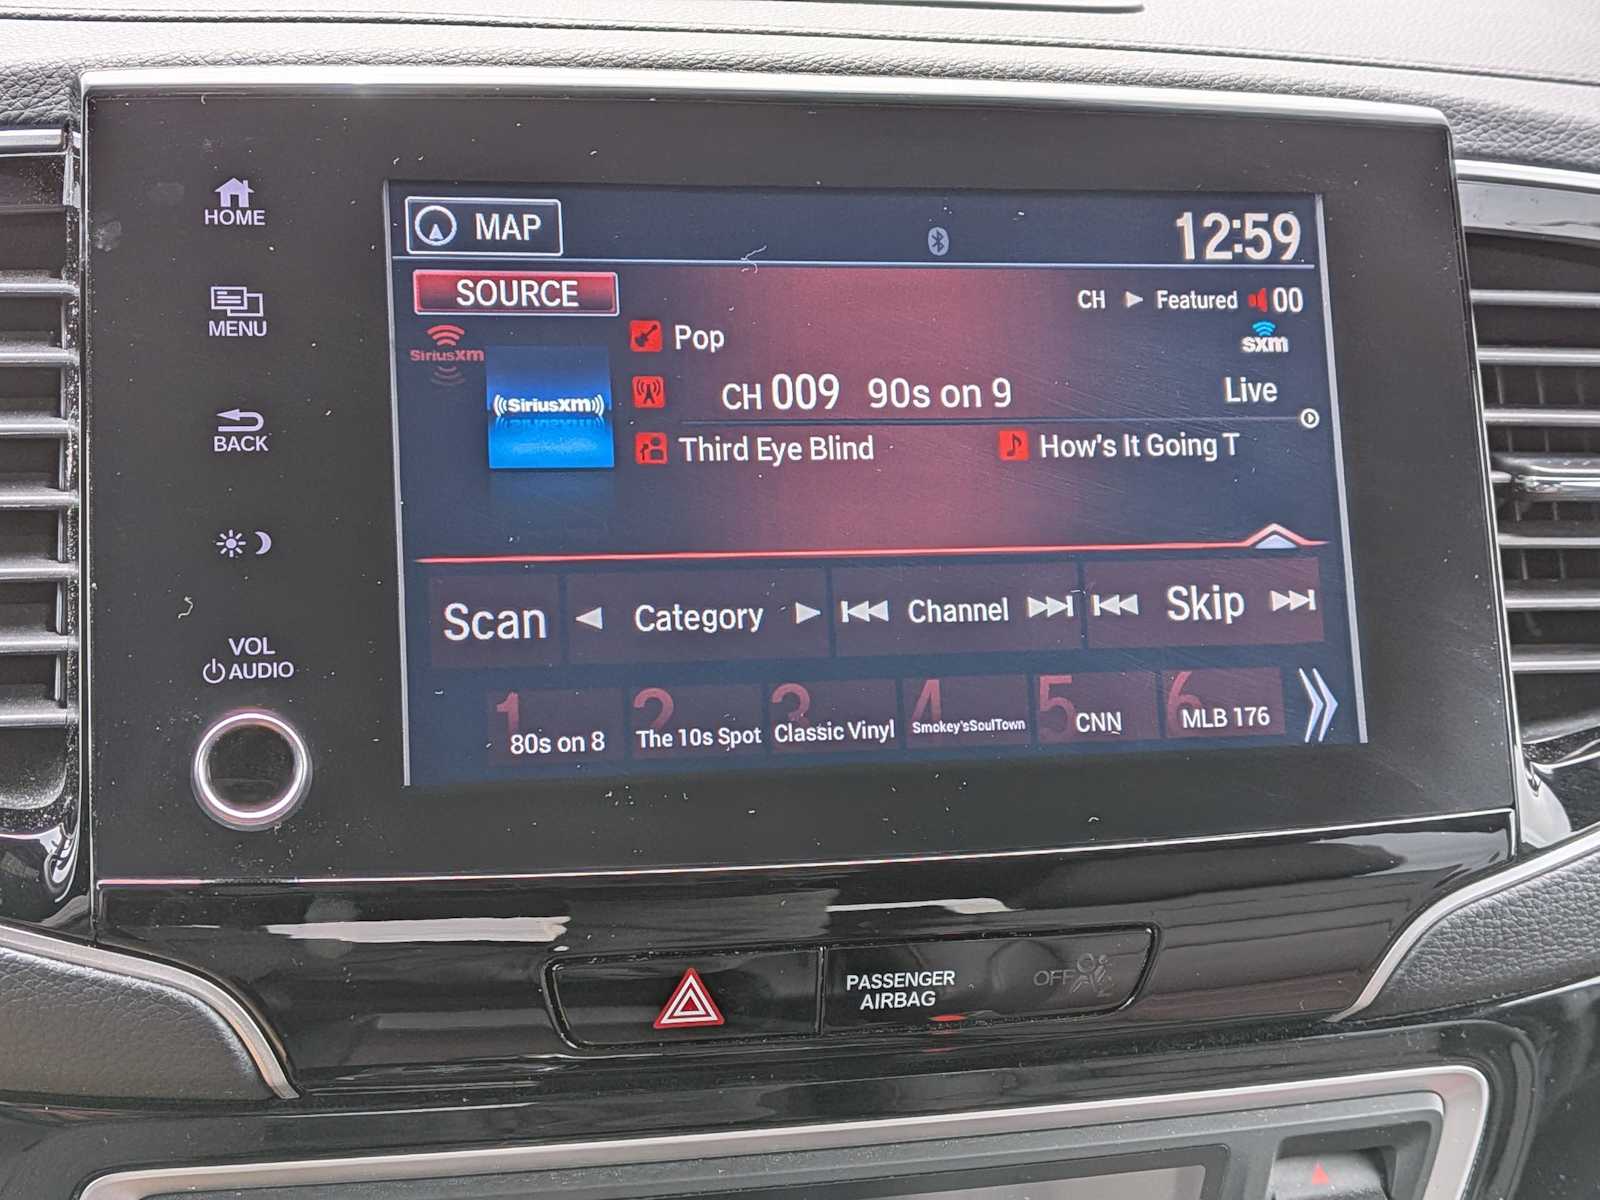 HOME
MENU
BACK
VOL
AUDIO
MAP
12:59
SOURCE
CH Featured 00
SiriusXM
Pop
sxm
((SiriusXM))
CH 009 90s on 9 Live
Third Eye Blind How's It Going T
Scan Category Channel Skip
1 80s on 8
2 The 10s Spot
3 Classic Vinyl
4 Smokey'sSoulTown
5 CNN
6 MLB 176
PASSENGER
AIRBAG
OFF